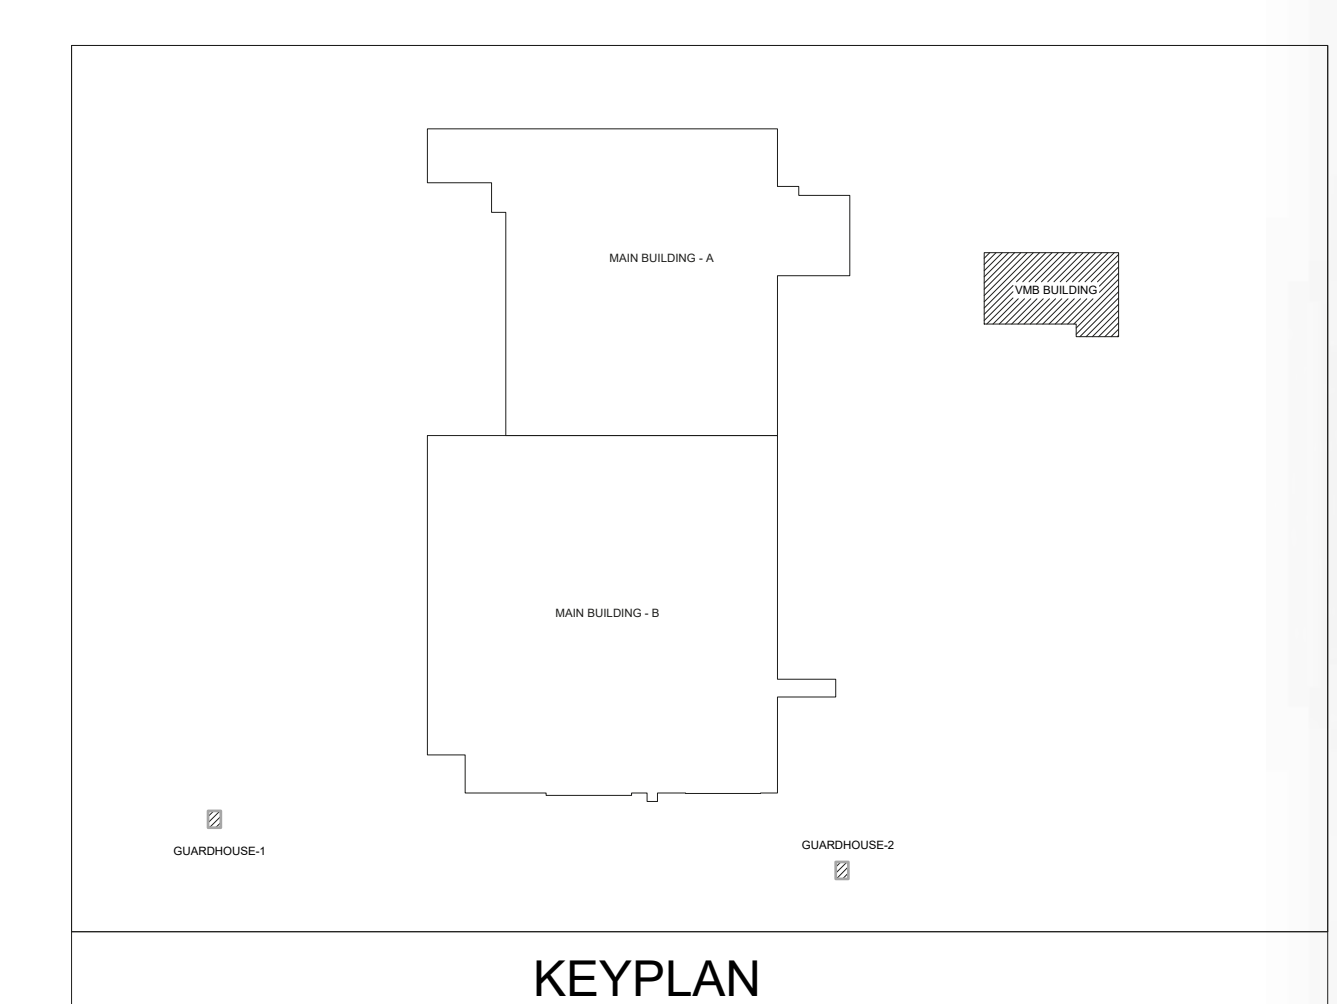 MAIN BUILDING - A
VMB BUILDING
MAIN BUILDING - B
GUARDHOUSE-1
GUARDHOUSE-2
KEYPLAN